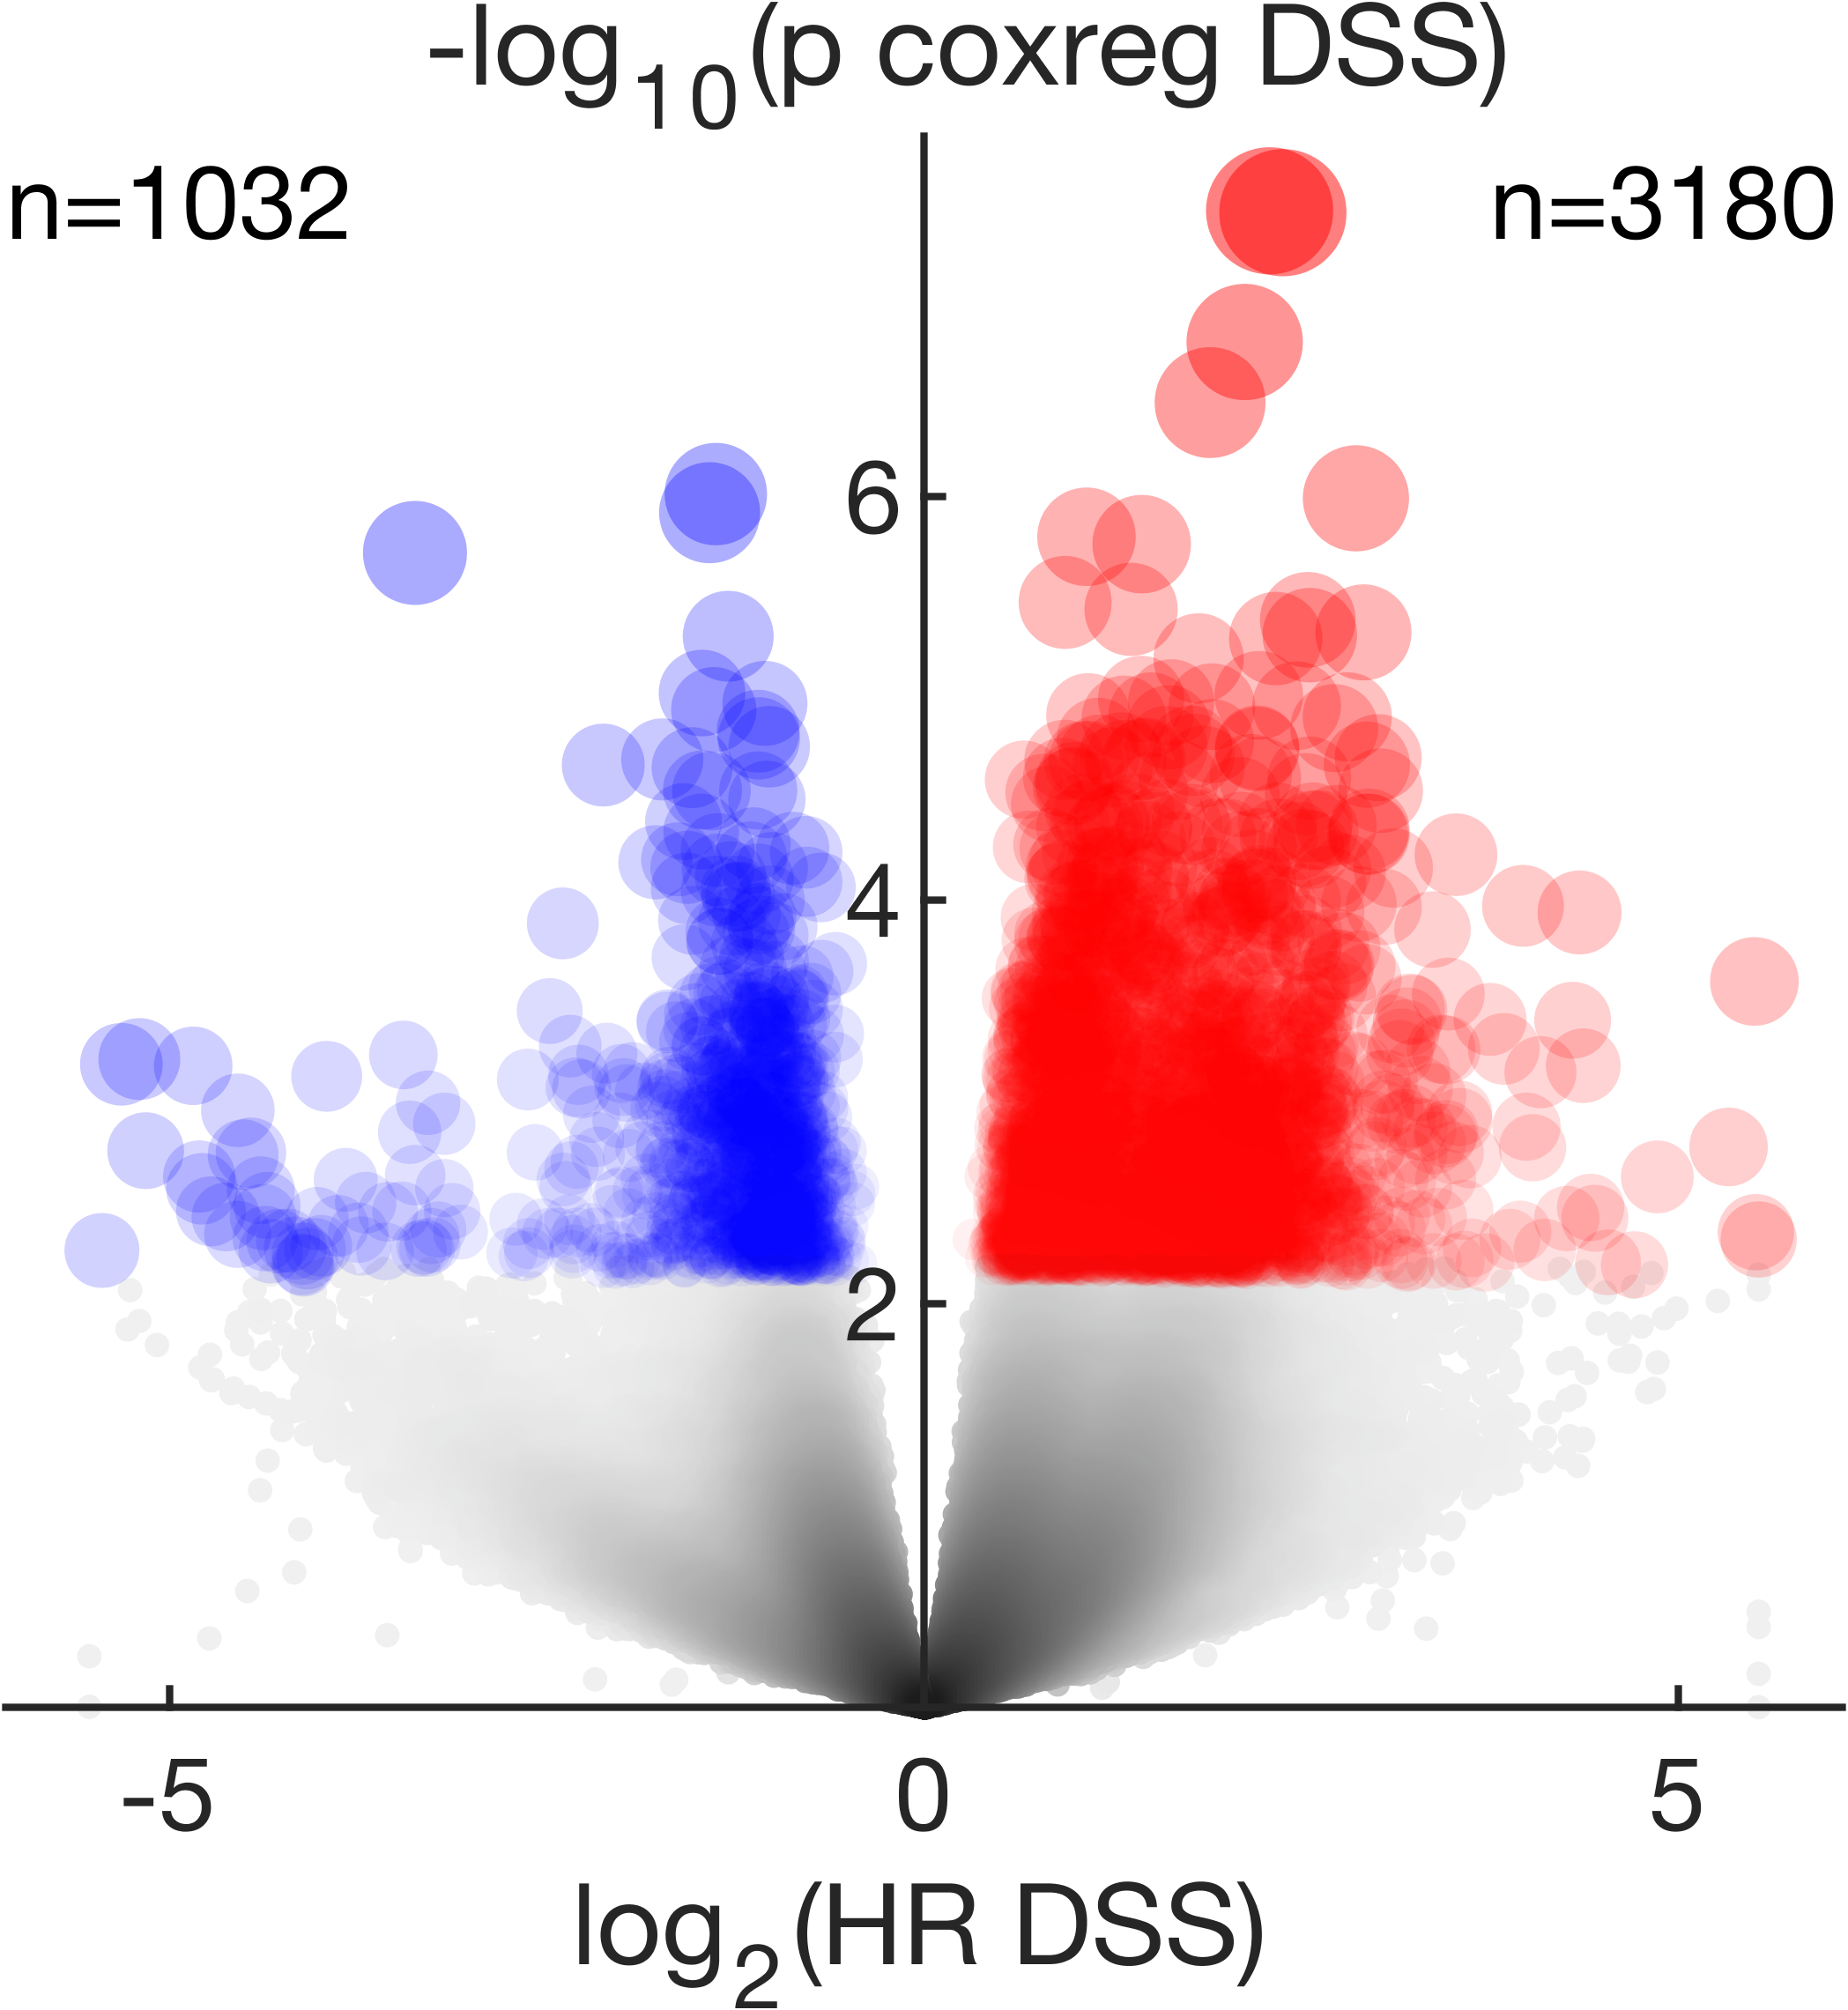 -log10(p coxreg DSS)
n=1032 n=3180
6
4
2
-5 0 5
log2(HR DSS)